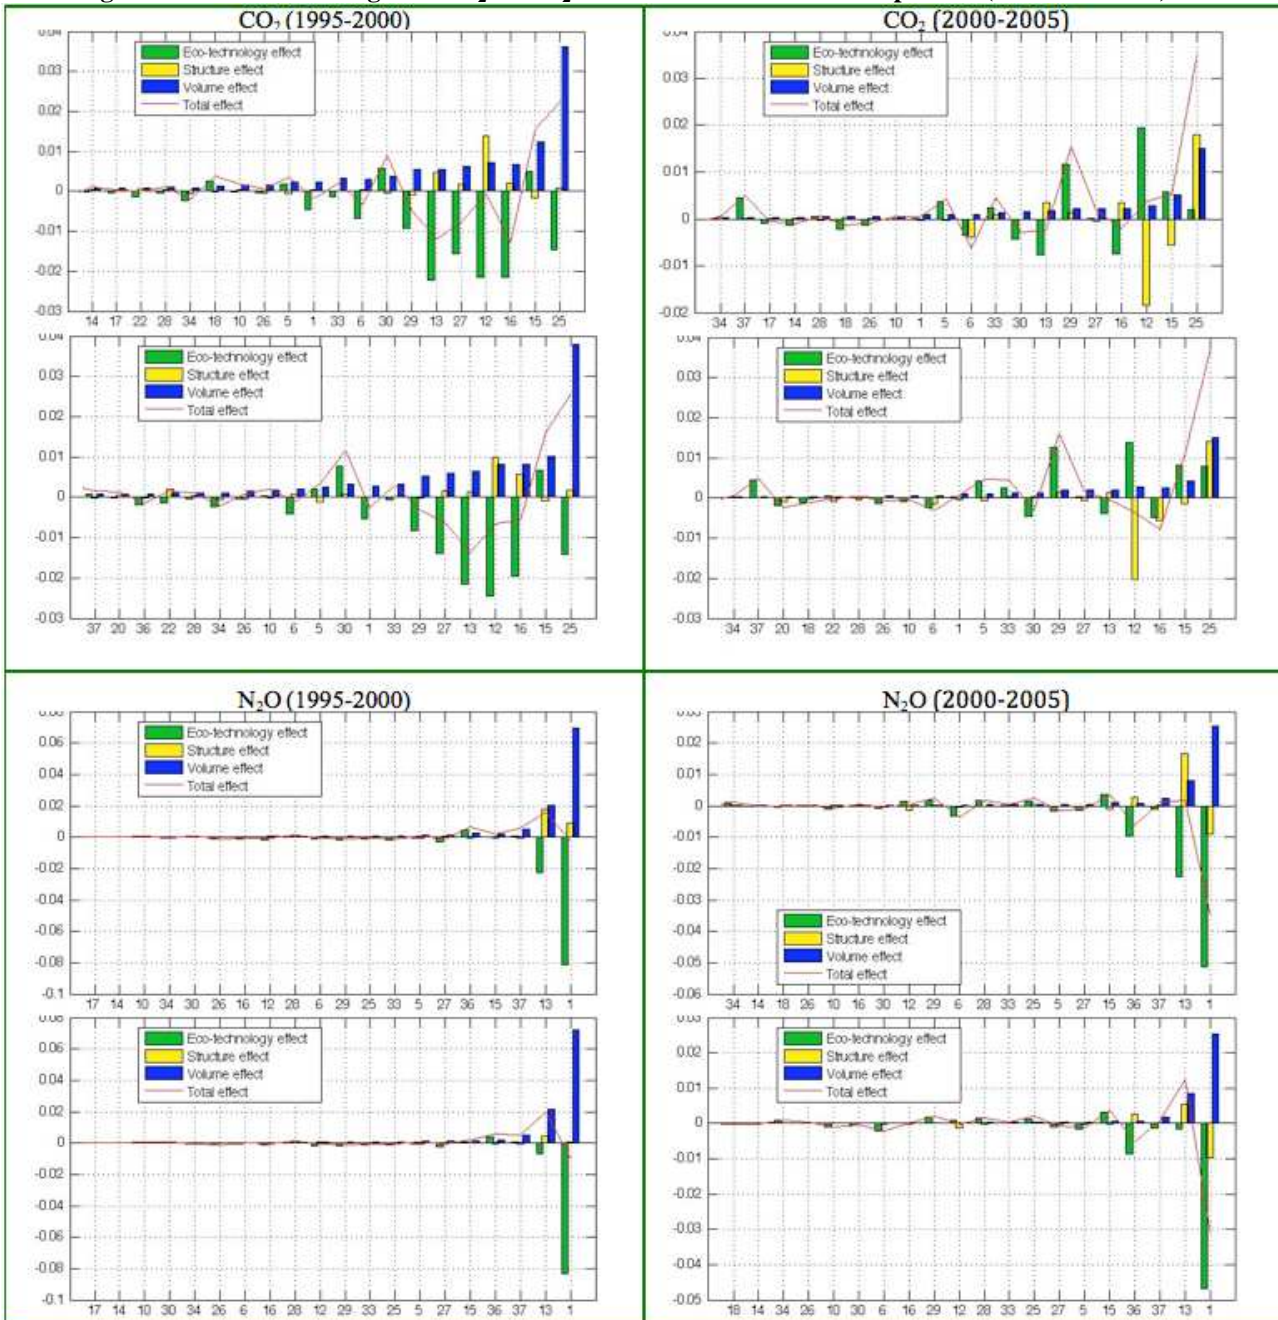 CO₂ (1995-2000)
0.04
0.03
0.02
0.01
0
-0.01
-0.02
-0.03
Eco-technology effect
Structure effect
Volume effect
Total effect
14 17 22 28 34 18 10 26 5 1 33 6 30 29 13 27 12 16 15 25
0.04
0.03
0.02
0.01
0
-0.01
-0.02
-0.03
Eco-technology effect
Structure effect
Volume effect
Total effect
37 20 36 22 28 34 26 10 6 5 30 1 33 29 27 13 12 16 15 25
CO₂ (2000-2005)
0.04
0.03
0.02
0.01
0
-0.01
-0.02
Eco-technology effect
Structure effect
Volume effect
Total effect
34 37 17 14 28 18 26 10 1 5 6 33 30 13 29 27 16 12 15 25
0.04
0.03
0.02
0.01
0
-0.01
-0.02
-0.03
Eco-technology effect
Structure effect
Volume effect
Total effect
34 37 20 18 22 28 26 10 6 1 5 33 30 29 27 13 12 16 15 25
N₂O (1995-2000)
0.08
0.06
0.04
0.02
0
-0.02
-0.04
-0.06
-0.08
-0.1
Eco-technology effect
Structure effect
Volume effect
Total effect
17 14 10 34 30 26 16 12 28 6 29 25 33 5 27 36 15 37 13 1
0.08
0.06
0.04
0.02
0
-0.02
-0.04
-0.06
-0.08
-0.1
Eco-technology effect
Structure effect
Volume effect
Total effect
17 14 10 30 34 26 16 6 28 12 29 25 33 5 27 15 36 37 13 1
N₂O (2000-2005)
0.03
0.02
0.01
0
-0.01
-0.02
-0.03
-0.04
-0.05
-0.06
Eco-technology effect
Structure effect
Volume effect
Total effect
34 14 18 26 10 16 30 12 29 6 28 33 25 5 27 15 36 37 13 1
0.03
0.02
0.01
0
-0.01
-0.02
-0.03
-0.04
-0.05
Eco-technology effect
Structure effect
Volume effect
Total effect
18 14 34 26 10 30 6 16 29 12 28 33 25 27 5 15 36 37 13 1